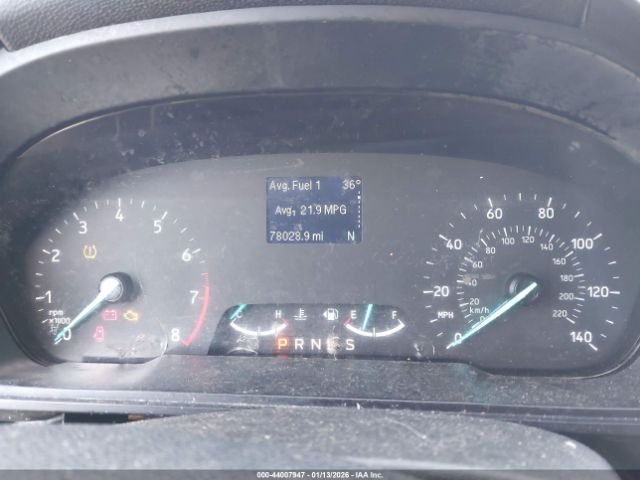 Avg. Fuel 1 36°
Avg. 21.9 MPG
78028.9 mi N
0 1 2 3 4 5 6 7 8
rpm
x1000
C H E F
P R N S
0 20 40 60 80 100 120 140
MPH
20 40 60 80 100 120 140 160 180 200 220
km/h
000-44007947 - 01/13/2026 - IAA Inc.